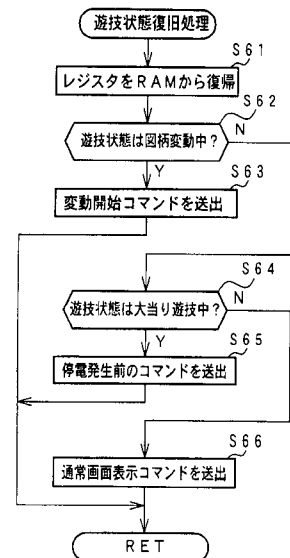 遊技状態復旧処理
S61
レジスタをRAMから復帰
S62
遊技状態は図柄変動中?
N
Y
S63
変動開始コマンドを送出
S64
遊技状態は大当り遊技中?
N
Y
S65
停電発生前のコマンドを送出
S66
通常画面表示コマンドを送出
RET